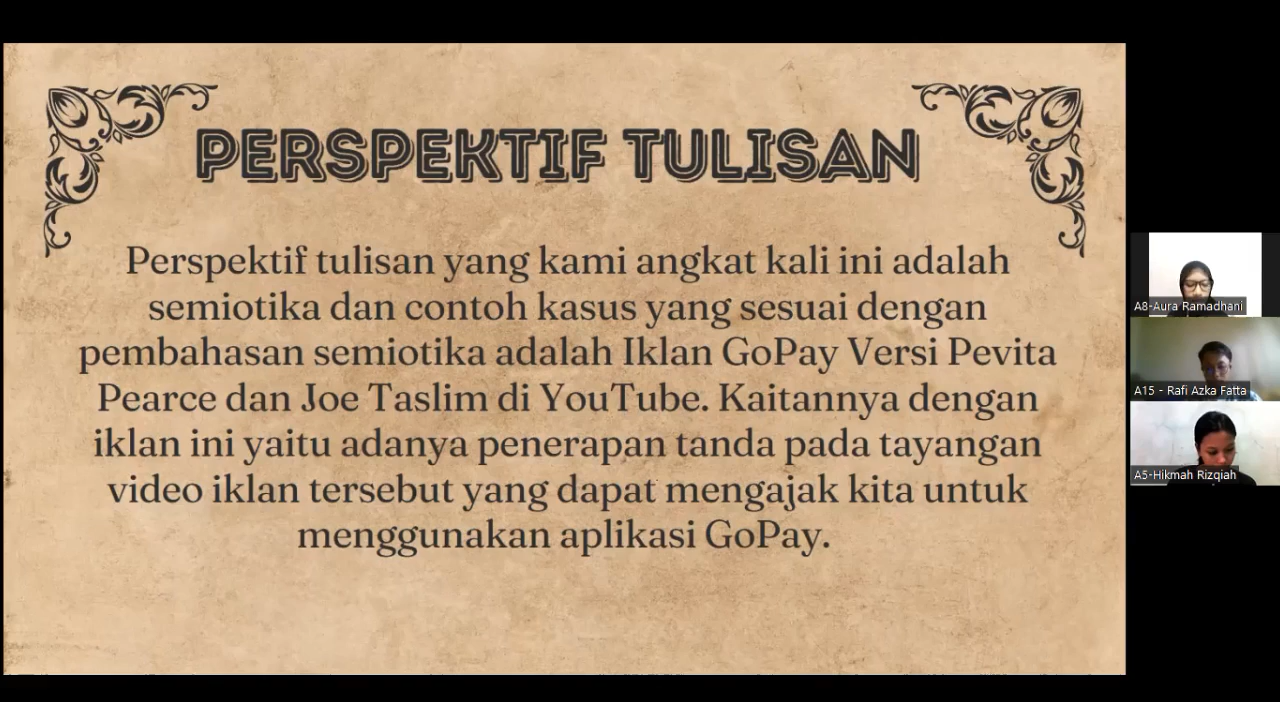 PERSPEKTIF TULISAN
Perspektif tulisan yang kami angkat kali ini adalah
semiotika dan contoh kasus yang sesuai dengan
pembahasan semiotika adalah Iklan GoPay Versi Pevita
Pearce dan Joe Taslim di YouTube. Kaitannya dengan
iklan ini yaitu adanya penerapan tanda pada tayangan
video iklan tersebut yang dapat mengajak kita untuk
menggunakan aplikasi GoPay.
A8-Aura Ramadhani
A15 - Rafi Azka Fatta
A5-Hikmah Rizqiah